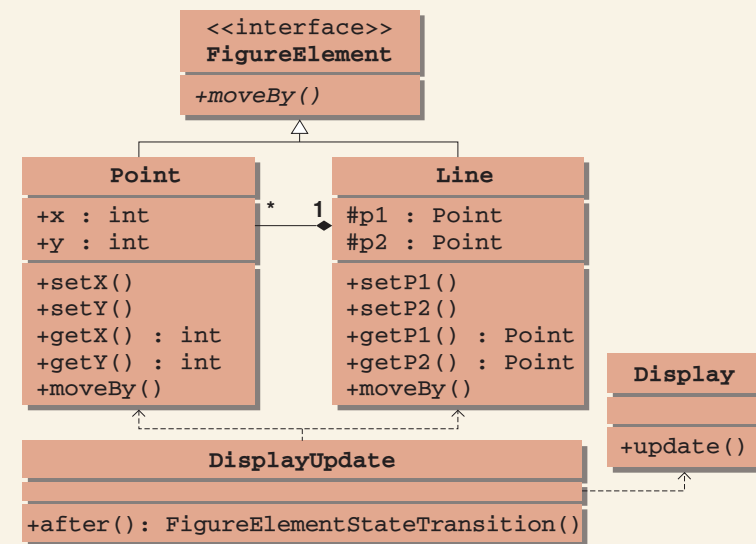 <<interface>>
FigureElement
+moveBy()
Point
+x : int
+y : int
+setX()
+setY()
+getX() : int
+getY() : int
+moveBy()
* 1
Line
#p1 : Point
#p2 : Point
+setP1()
+setP2()
+getP1() : Point
+getP2() : Point
+moveBy()
Display
+update()
DisplayUpdate
+after(): FigureElementStateTransition()